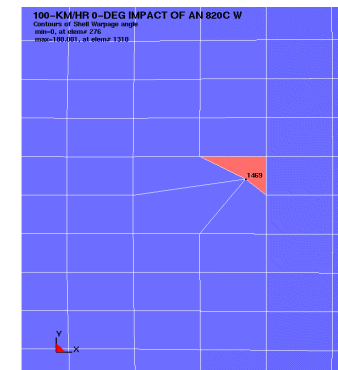 100-KM/HR 0-DEG IMPACT OF AN 820C W
Contours of Shell Warpage angle
min=0, at elem# 276
max=180.001, at elem# 1310
1469
Y
X